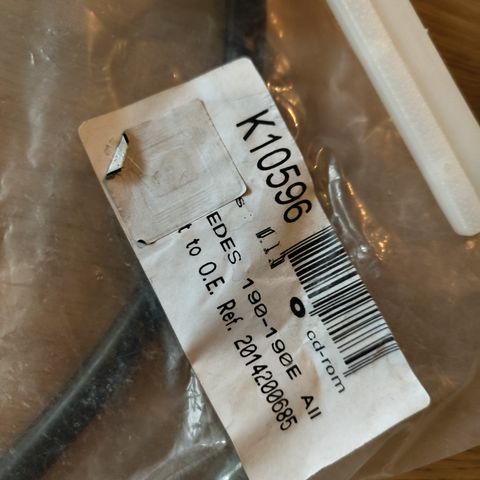 K10596
cd-rom
EDES 190-190E All
t to O.E. Ref. 2014200685